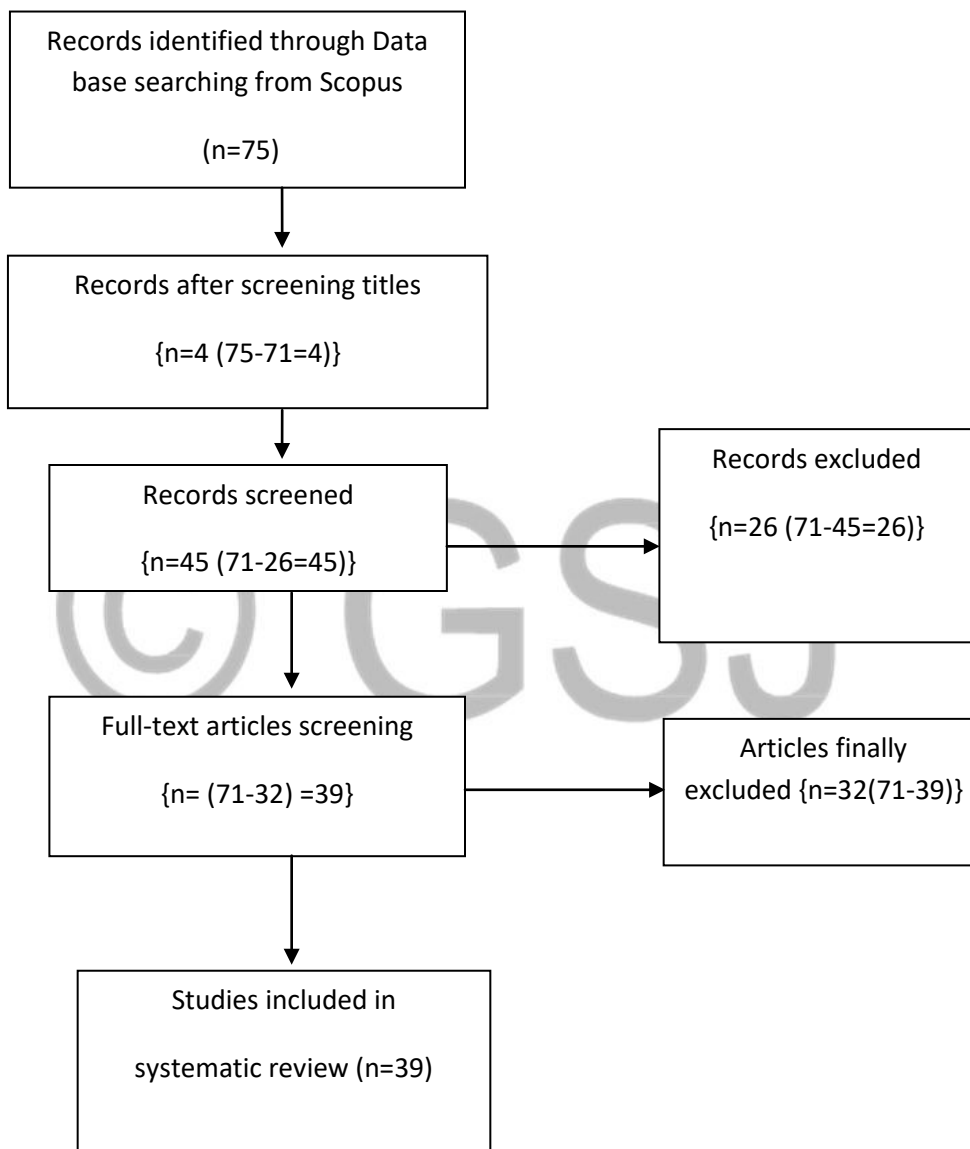 Records identified through Data
base searching from Scopus
(n=75)
Records after screening titles
{n=4 (75-71=4)}
Records screened
{n=45 (71-26=45)}
Records excluded
{n=26 (71-45=26)}
© GSJ
Full-text articles screening
{n= (71-32) =39}
Articles finally
excluded {n=32(71-39)}
Studies included in
systematic review (n=39)